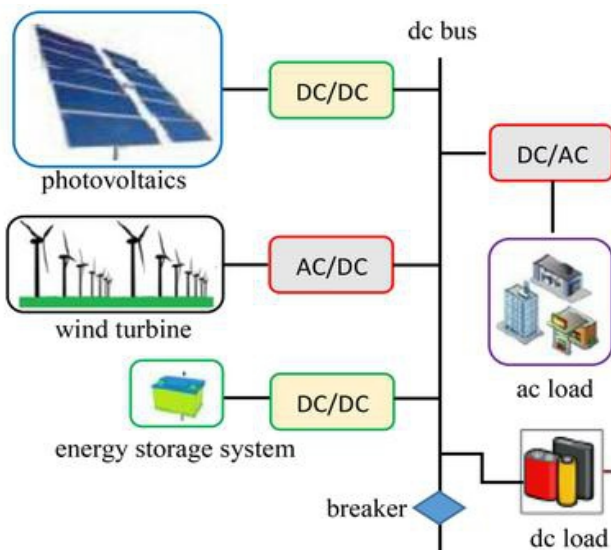 dc bus
DC/DC
DC/AC
photovoltaics
AC/DC
wind turbine
ac load
DC/DC
energy storage system
breaker
dc load